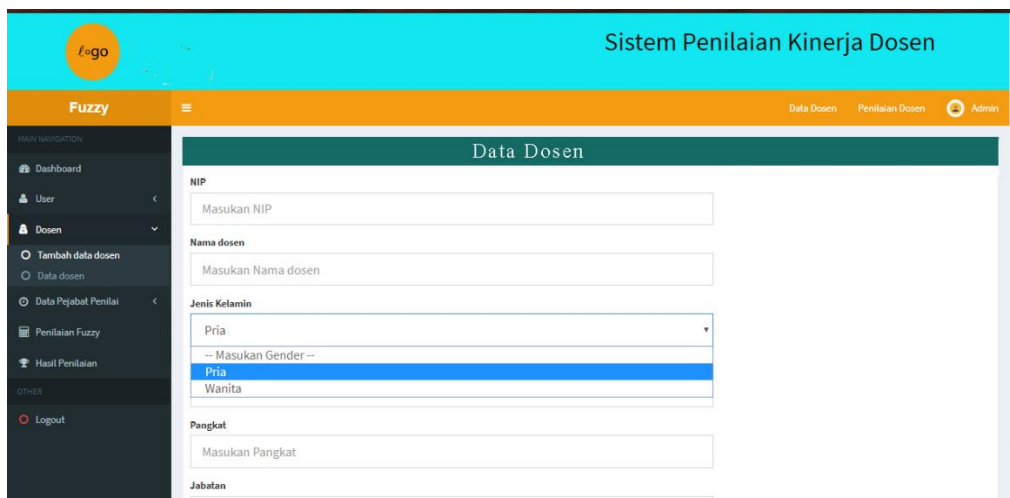 logo
Sistem Penilaian Kinerja Dosen
Fuzzy
Data Dosen
Penilaian Dosen
Admin
MAIN NAVIGATION
Dashboard
User
Dosen
Tambah data dosen
Data dosen
Data Pejabat Penilai
Penilaian Fuzzy
Hasil Penilaian
OTHER
Logout
Data Dosen
NIP
Masukan NIP
Nama dosen
Masukan Nama dosen
Jenis Kelamin
Pria
-- Masukan Gender --
Pria
Wanita
Pangkat
Masukan Pangkat
Jabatan